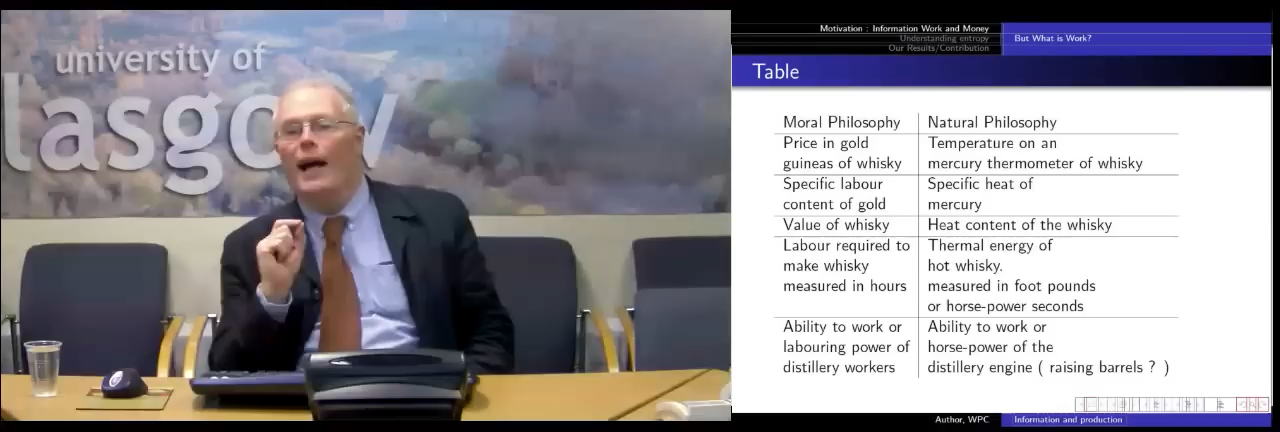 university of
lasgow
Motivation : Information Work and Money
Understanding entropy
Our Results/Contribution
But What is Work?
Table
Moral Philosophy Natural Philosophy
Price in gold Temperature on an
guineas of whisky mercury thermometer of whisky
Specific labour Specific heat of
content of gold mercury
Value of whisky Heat content of the whisky
Labour required to Thermal energy of
make whisky hot whisky.
measured in hours measured in foot pounds
or horse-power seconds
Ability to work or Ability to work or
labouring power of horse-power of the
distillery workers distillery engine ( raising barrels ? )
Author, WPC Information and production